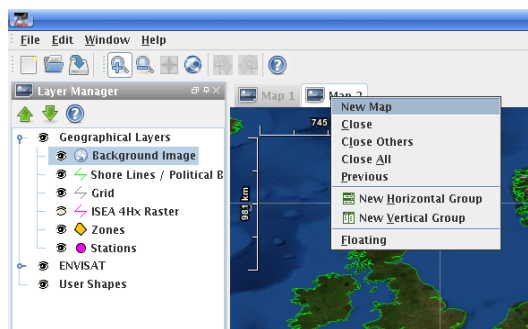 File Edit Window Help
Layer Manager
Map 1
Map 2
Geographical Layers
Background Image
Shore Lines / Political B
Grid
ISEA 4Hx Raster
Zones
Stations
ENVISAT
User Shapes
745
981 km
New Map
Close
Close Others
Close All
Previous
New Horizontal Group
New Vertical Group
Floating